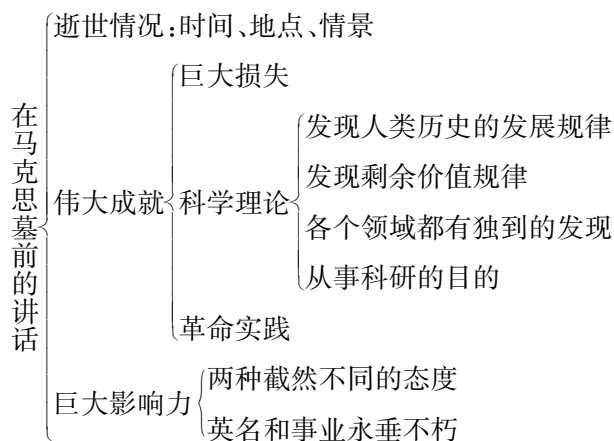 在马克思墓前的讲话
逝世情况:时间、地点、情景
伟大成就
巨大损失
科学理论
发现人类历史的发展规律
发现剩余价值规律
各个领域都有独到的发现
从事科研的目的
革命实践
巨大影响力
两种截然不同的态度
英名和事业永垂不朽